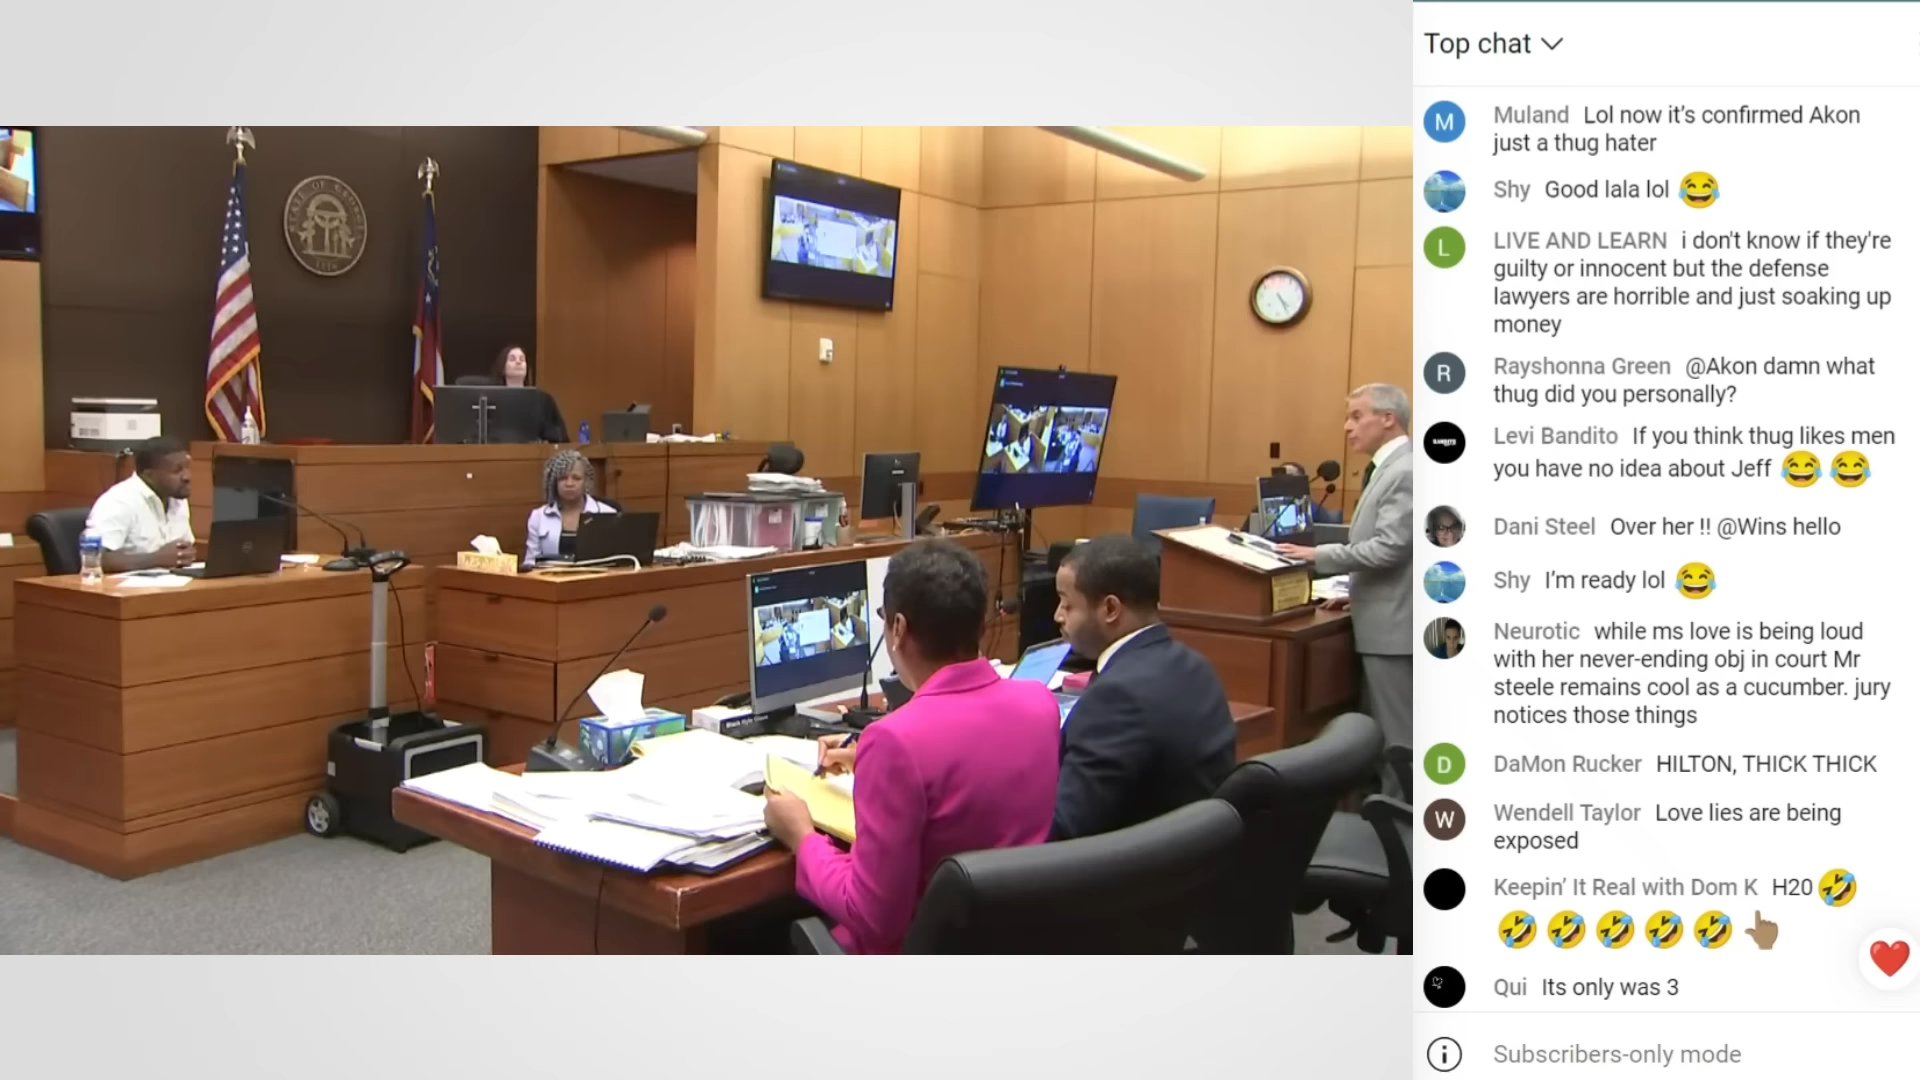 Top chat
M Muland Lol now it’s confirmed Akon
just a thug hater
Shy Good lala lol 😂
L LIVE AND LEARN i don't know if they're
guilty or innocent but the defense
lawyers are horrible and just soaking up
money
R Rayshonna Green @Akon damn what
thug did you personally?
Levi Bandito If you think thug likes men
you have no idea about Jeff 😂 😂
Dani Steel Over her !! @Wins hello
Shy I’m ready lol 😂
Neurotic while ms love is being loud
with her never-ending obj in court Mr
steele remains cool as a cucumber. jury
notices those things
D DaMon Rucker HILTON, THICK THICK
W Wendell Taylor Love lies are being
exposed
Keepin’ It Real with Dom K H20 🤣
🤣 🤣 🤣 🤣 🤣 👆🏽
Qui Its only was 3
Subscribers-only mode
STATE OF GEORGIA
1776